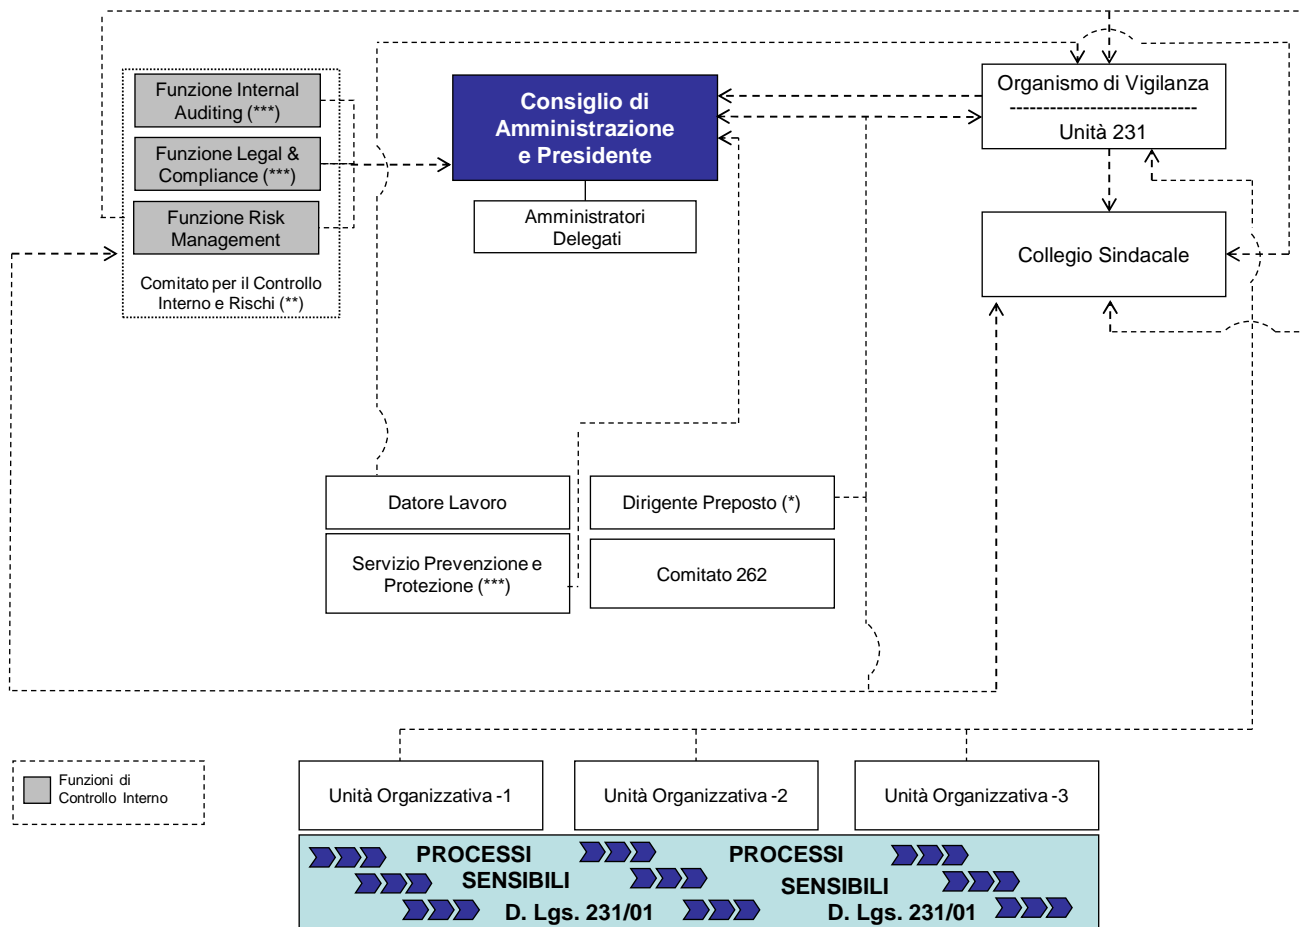 Funzione Internal
Auditing (***)
Funzione Legal &
Compliance (***)
Funzione Risk
Management
Comitato per il Controllo
Interno e Rischi (**)
Consiglio di
Amministrazione
e Presidente
Amministratori
Delegati
Organismo di Vigilanza
------------------------------
Unità 231
Collegio Sindacale
Datore Lavoro
Dirigente Preposto (*)
Servizio Prevenzione e
Protezione (***)
Comitato 262
Funzioni di
Controllo Interno
Unità Organizzativa -1
Unità Organizzativa -2
Unità Organizzativa -3
PROCESSI
SENSIBILI
D. Lgs. 231/01
PROCESSI
SENSIBILI
D. Lgs. 231/01